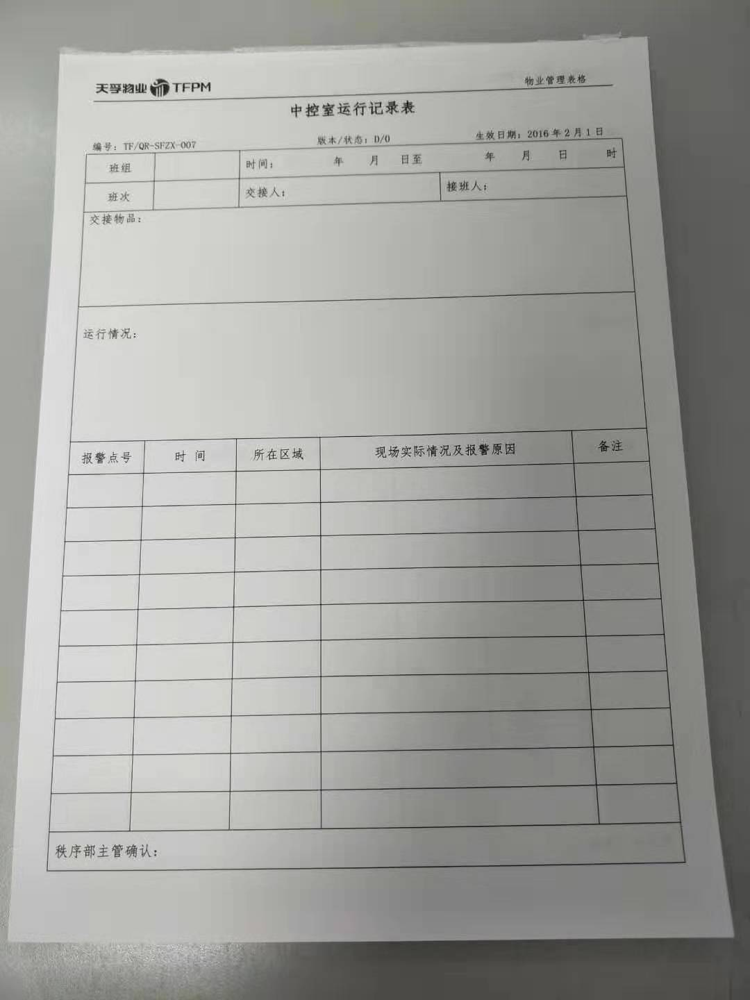 天孚物业 TFPM 物业管理表格
中控室运行记录表
编号：TF/QR-SFZX-007 版本/状态：D/0 生效日期：2016 年 2 月 1 日
班组 时间： 年 月 日至 年 月 日 时
班次 交接人： 接班人：
交接物品：
运行情况：
报警点号 时 间 所在区域 现场实际情况及报警原因 备注
秩序部主管确认：